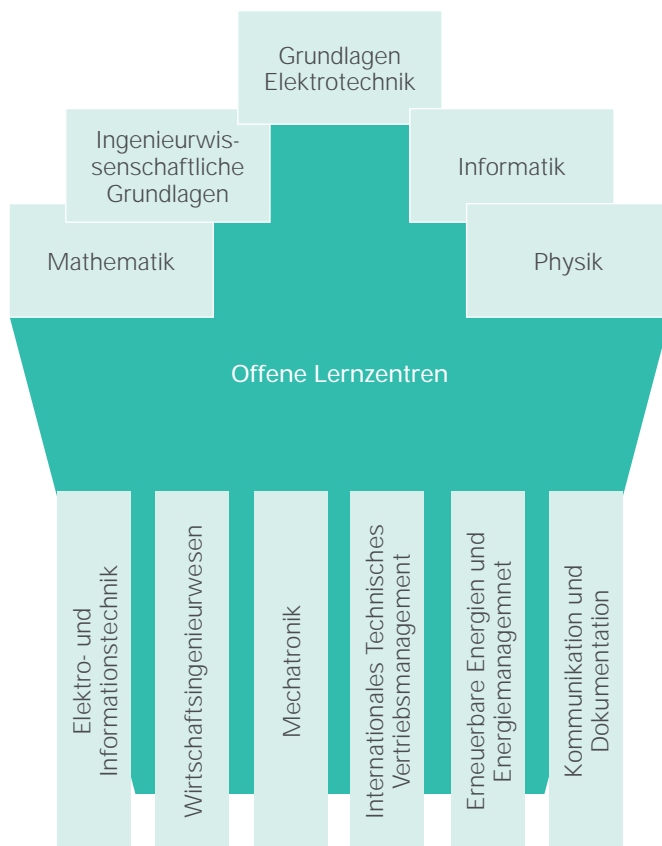 Grundlagen
Elektrotechnik
Ingenieurwis-
senschaftliche
Grundlagen
Informatik
Mathematik
Physik
Offene Lernzentren
Elektro- und
Informationstechnik
Wirtschaftsingenieurwesen
Mechatronik
Internationales Technisches
Vertriebsmanagement
Erneuerbare Energien und
Energiemanagemnet
Kommunikation und
Dokumentation